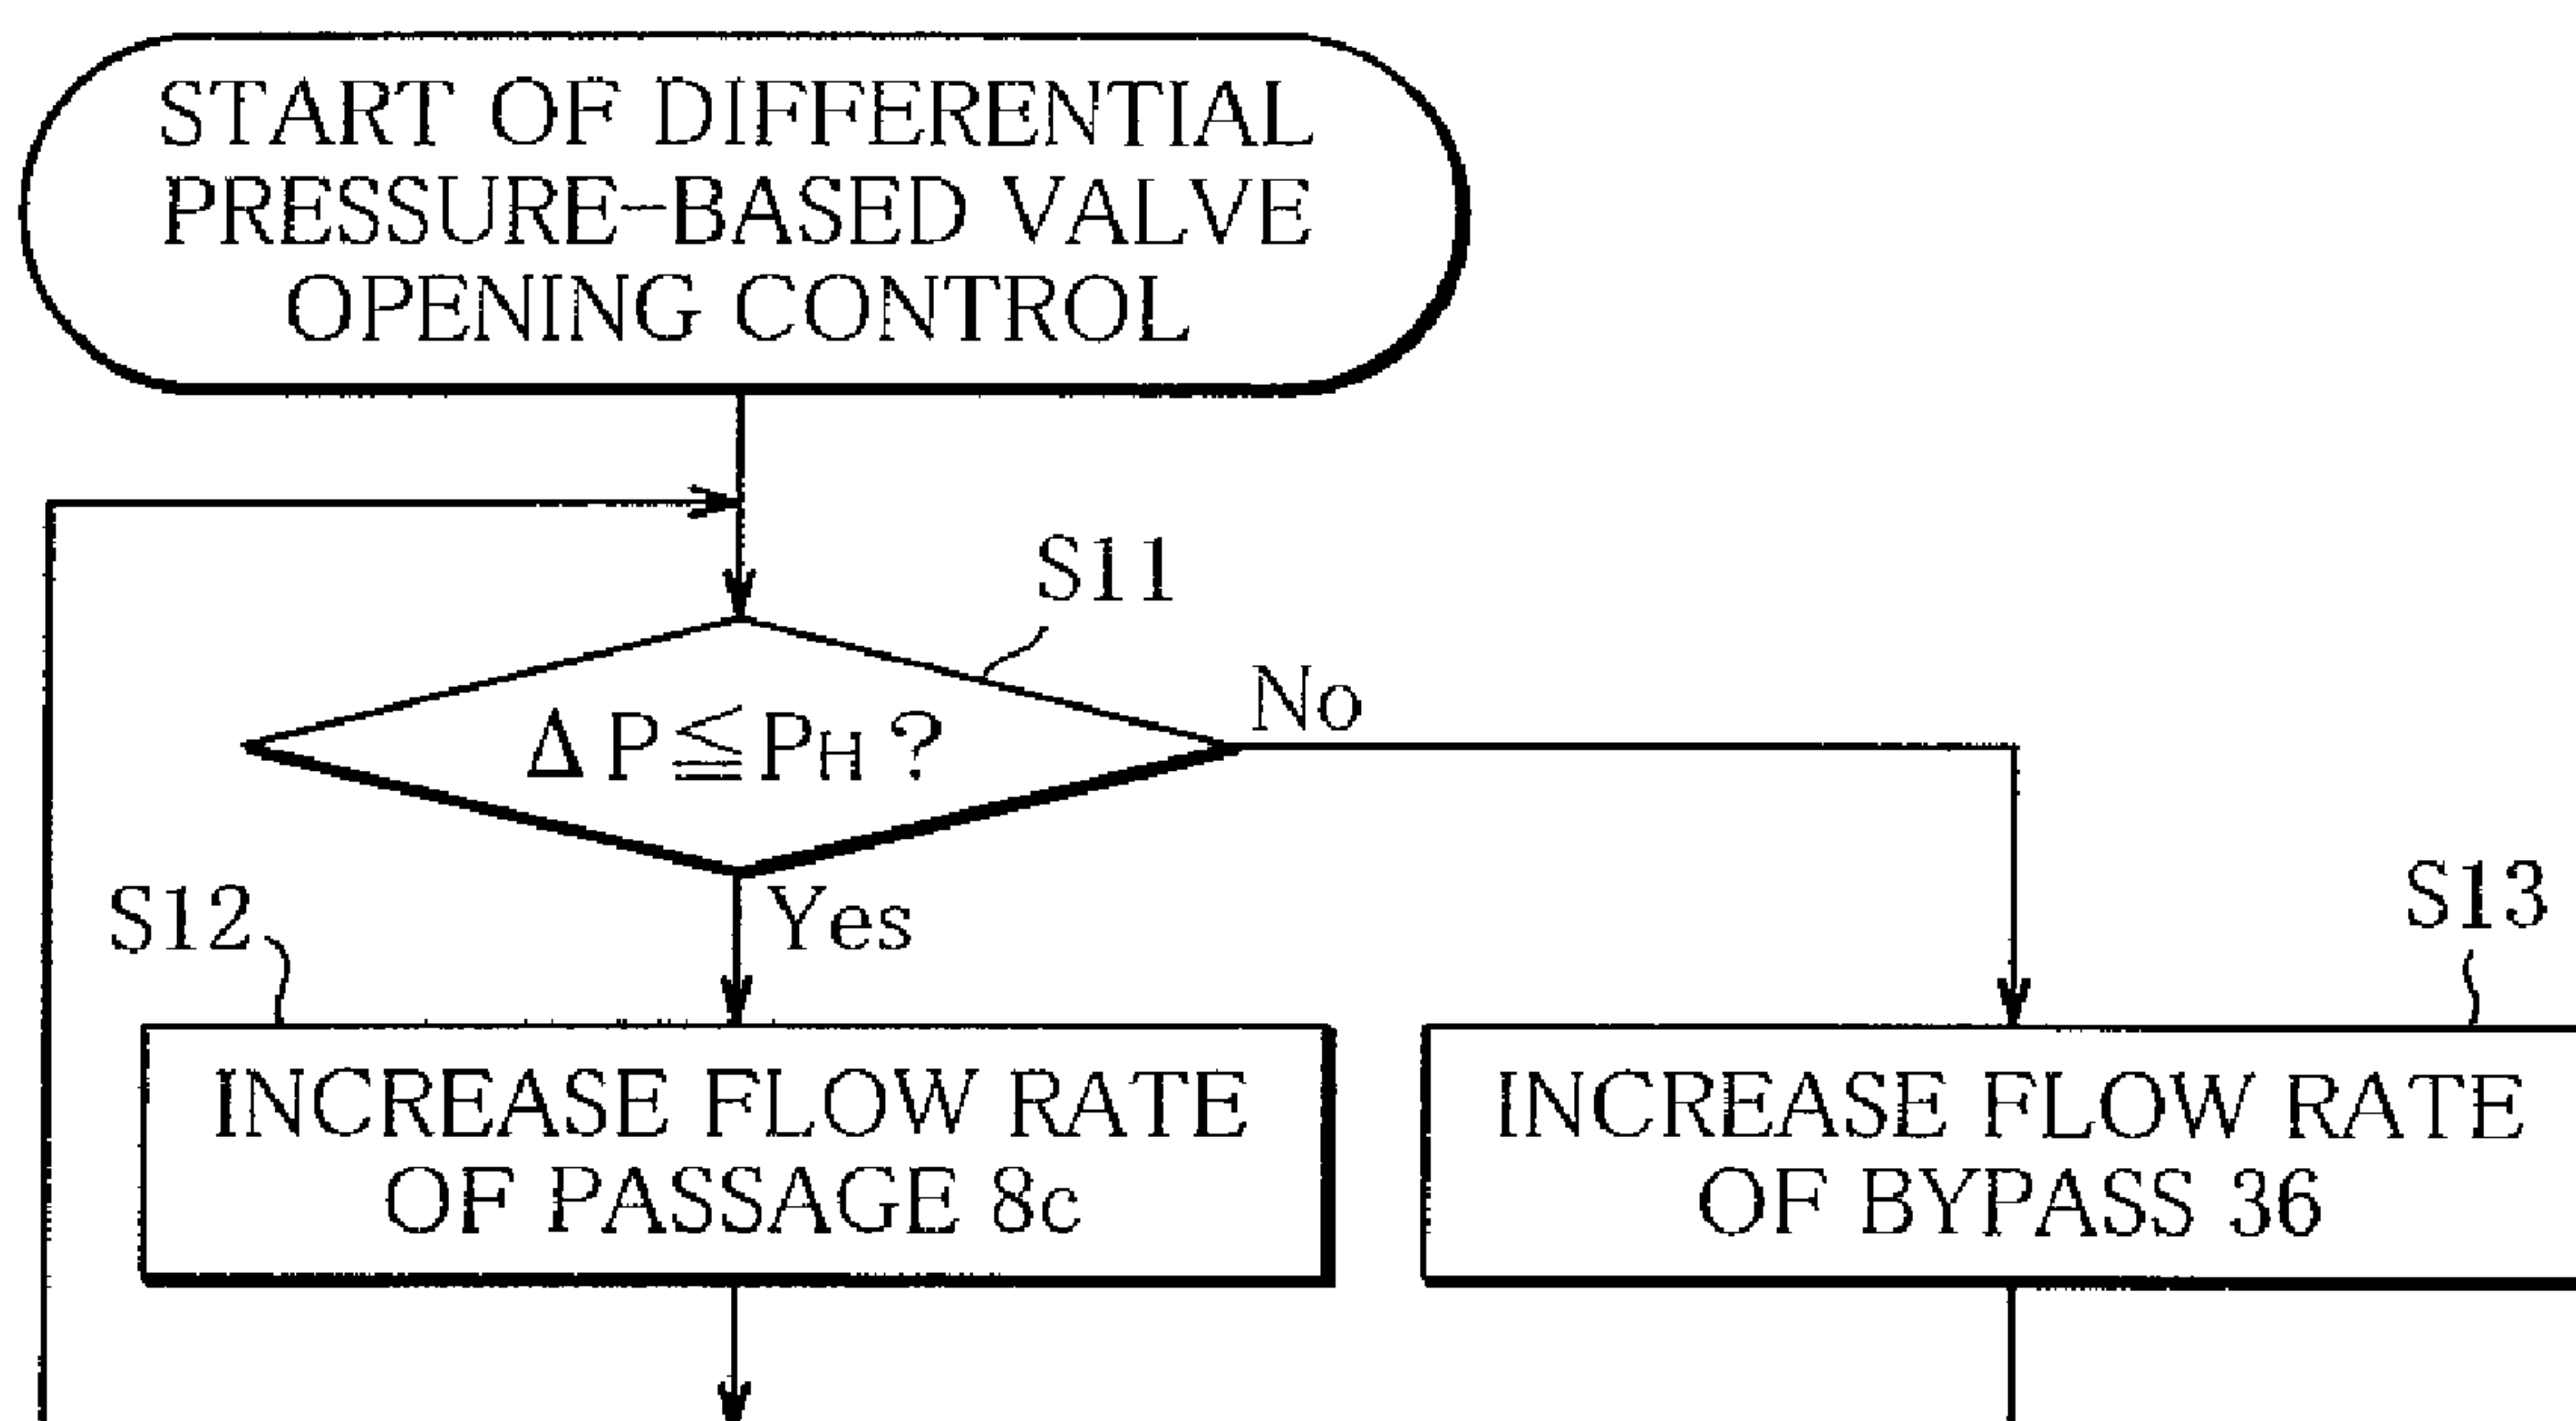 START OF DIFFERENTIAL
PRESSURE-BASED VALVE
OPENING CONTROL
S11
ΔP≦PH?
No
Yes
S12
S13
INCREASE FLOW RATE
OF PASSAGE 8c
INCREASE FLOW RATE
OF BYPASS 36